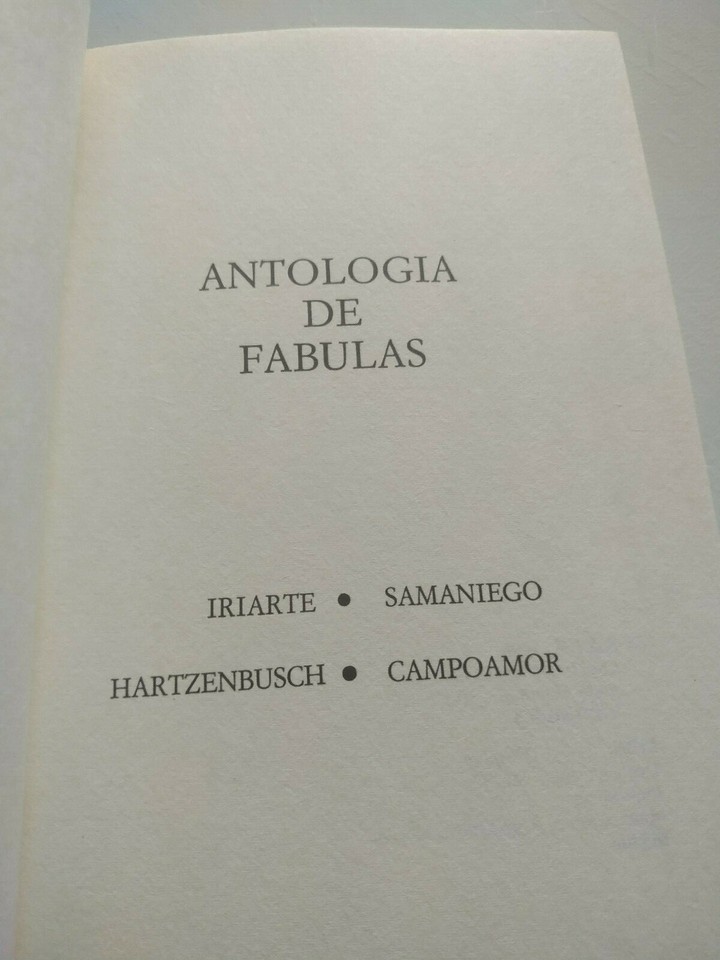 ANTOLOGIA
DE
FABULAS
IRIARTE ● SAMANIEGO
HARTZENBUSCH ● CAMPOAMOR